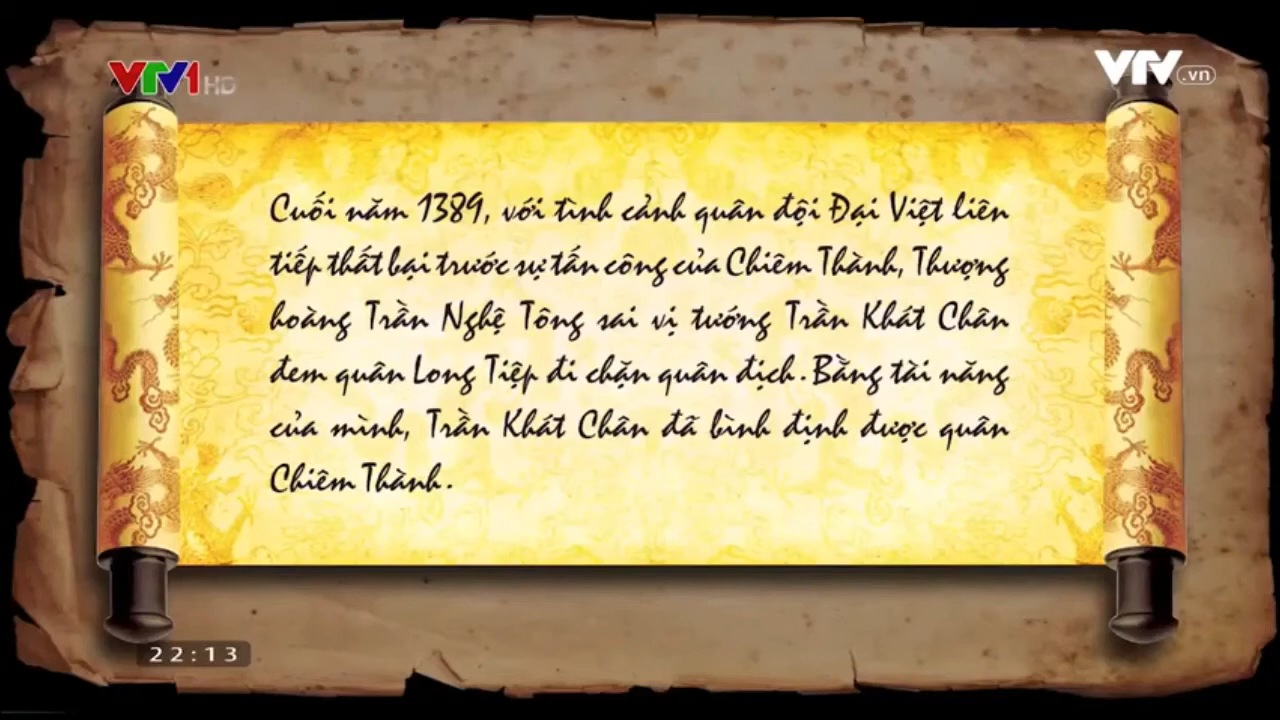 VTV1 HD
VTV.vn
Cuối năm 1389, với tình cảnh quân đội Đại Việt liên
tiếp thất bại trước sự tấn công của Chiêm Thành, Thượng
hoàng Trần Nghệ Tông sai vị tướng Trần Khát Chân
đem quân Long Tiệp đi chặn quân địch. Bằng tài năng
của mình, Trần Khát Chân đã bình định được quân
Chiêm Thành.
22:13